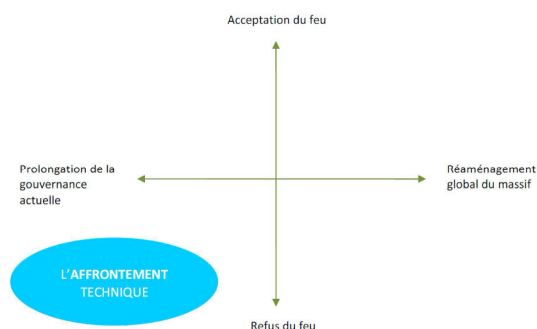 Acceptation du feu
Prolongation de la
gouvernance
actuelle
Réaménagement
global du massif
L'AFFRONTEMENT
TECHNIQUE
Refus du feu